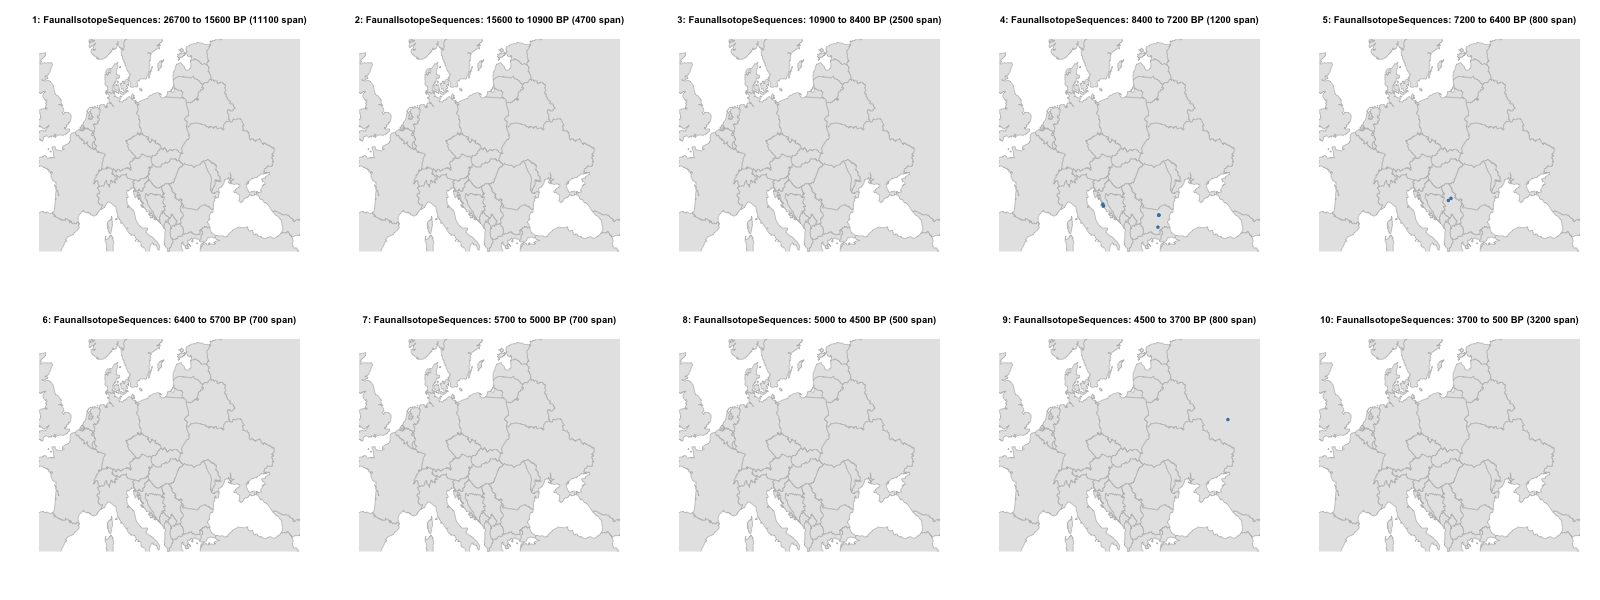 1: FaunalIsotopeSequences: 26700 to 15600 BP (11100 span)
2: FaunalIsotopeSequences: 15600 to 10900 BP (4700 span)
3: FaunalIsotopeSequences: 10900 to 8400 BP (2500 span)
4: FaunalIsotopeSequences: 8400 to 7200 BP (1200 span)
5: FaunalIsotopeSequences: 7200 to 6400 BP (800 span)
6: FaunalIsotopeSequences: 6400 to 5700 BP (700 span)
7: FaunalIsotopeSequences: 5700 to 5000 BP (700 span)
8: FaunalIsotopeSequences: 5000 to 4500 BP (500 span)
9: FaunalIsotopeSequences: 4500 to 3700 BP (800 span)
10: FaunalIsotopeSequences: 3700 to 500 BP (3200 span)